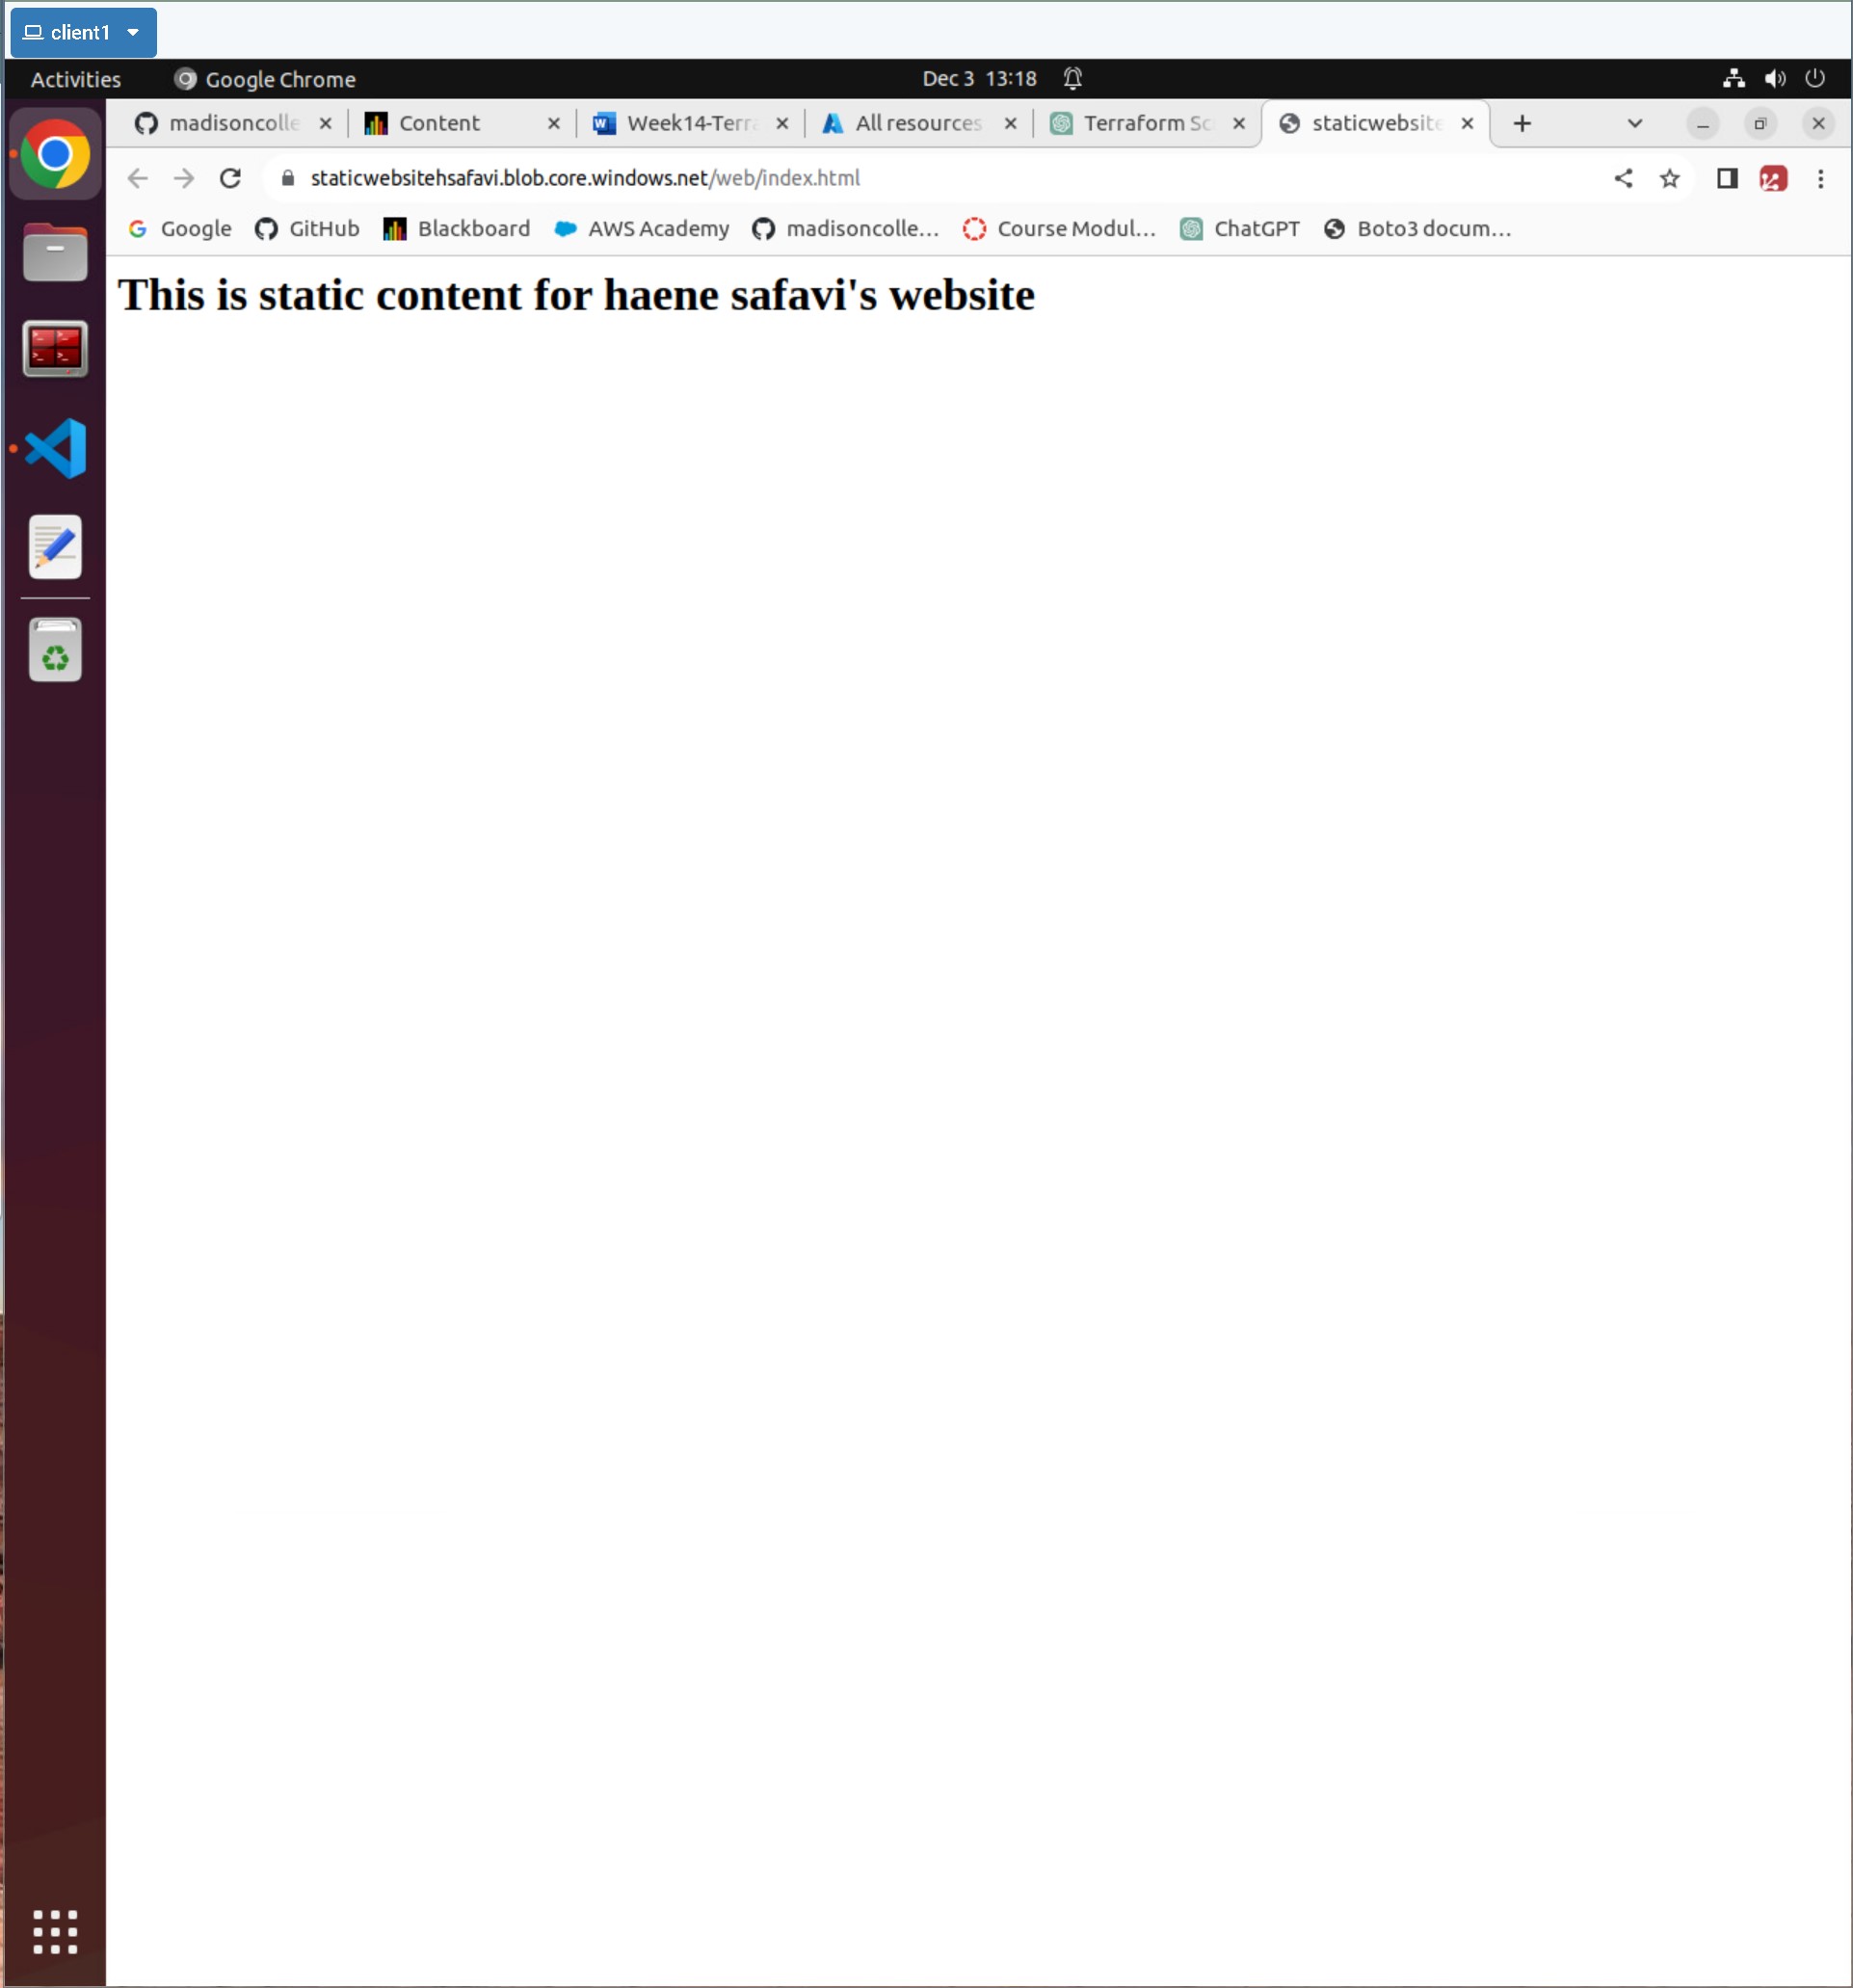 client1
Activities Google Chrome Dec 3 13:18
madisoncolle Content Week14-Terra All resources Terraform Sc staticwebsite
staticwebsitehsafavi.blob.core.windows.net/web/index.html
Google GitHub Blackboard AWS Academy madisoncolle... Course Modul... ChatGPT Boto3 docum...
This is static content for haene safavi's website